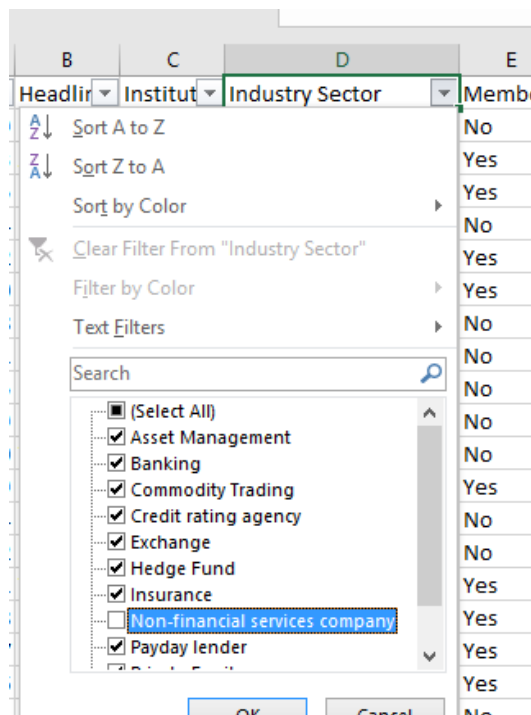 B C D E
Headlir Institut Industry Sector Memb
Sort A to Z No
Sort Z to A Yes
Sort by Color Yes
No
Clear Filter From "Industry Sector" Yes
Filter by Color Yes
Text Filters No
No
Search No
(Select All) No
Asset Management
Banking No
Commodity Trading Yes
Credit rating agency No
Exchange No
Hedge Fund
Insurance Yes
Non-financial services company Yes
Payday lender Yes
Yes
OK Cancel No